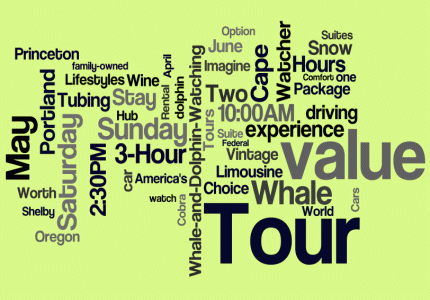 Option
Suites
June
Watcher
Snow
Princeton
family-owned
April
Imagine
Cape
Hours
Lifestyles
Wine
Comfort
one
Portland
Tubing
Stay
Rental
dolphin
Whale-and-Dolphin-Watching
Two
Package
Hub
10:00AM
driving
May
Saturday
Sunday
Tours
Suite
experience
2:30PM
3-Hour
Federal
Vintage
value
car
America's
Limousine
Worth
watch
Cobra
Choice
Whale
Cars
Shelby
World
Oregon
Tour